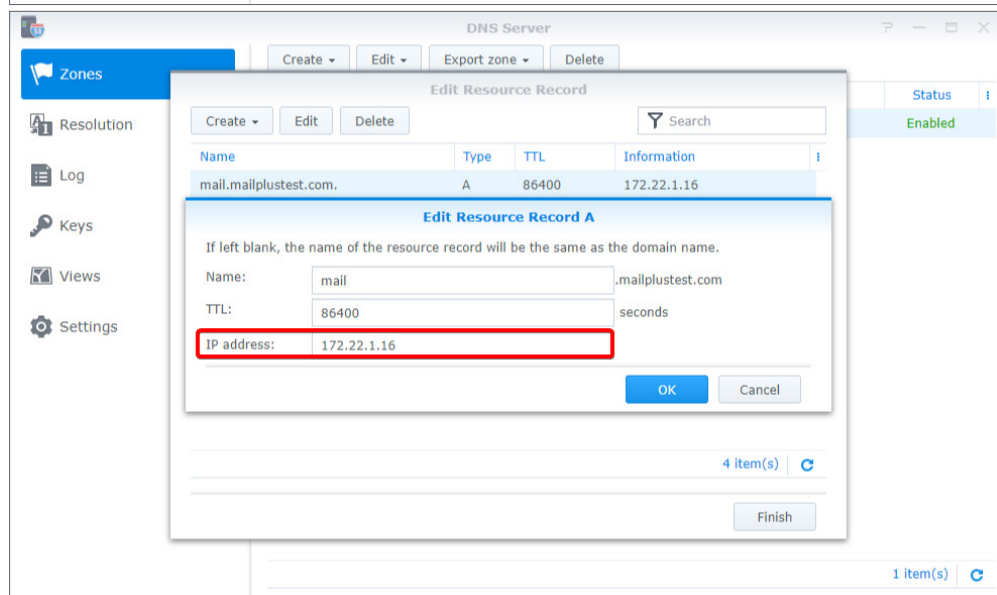 DNS Server
Zones
Resolution
Log
Keys
Views
Settings
Create Edit Export zone Delete
Status
Enabled
Edit Resource Record
Create Edit Delete Search
Name Type TTL Information
mail.mailplustest.com. A 86400 172.22.1.16
Edit Resource Record A
If left blank, the name of the resource record will be the same as the domain name.
Name: mail .mailplustest.com
TTL: 86400 seconds
IP address: 172.22.1.16
OK Cancel
4 item(s)
Finish
1 item(s)